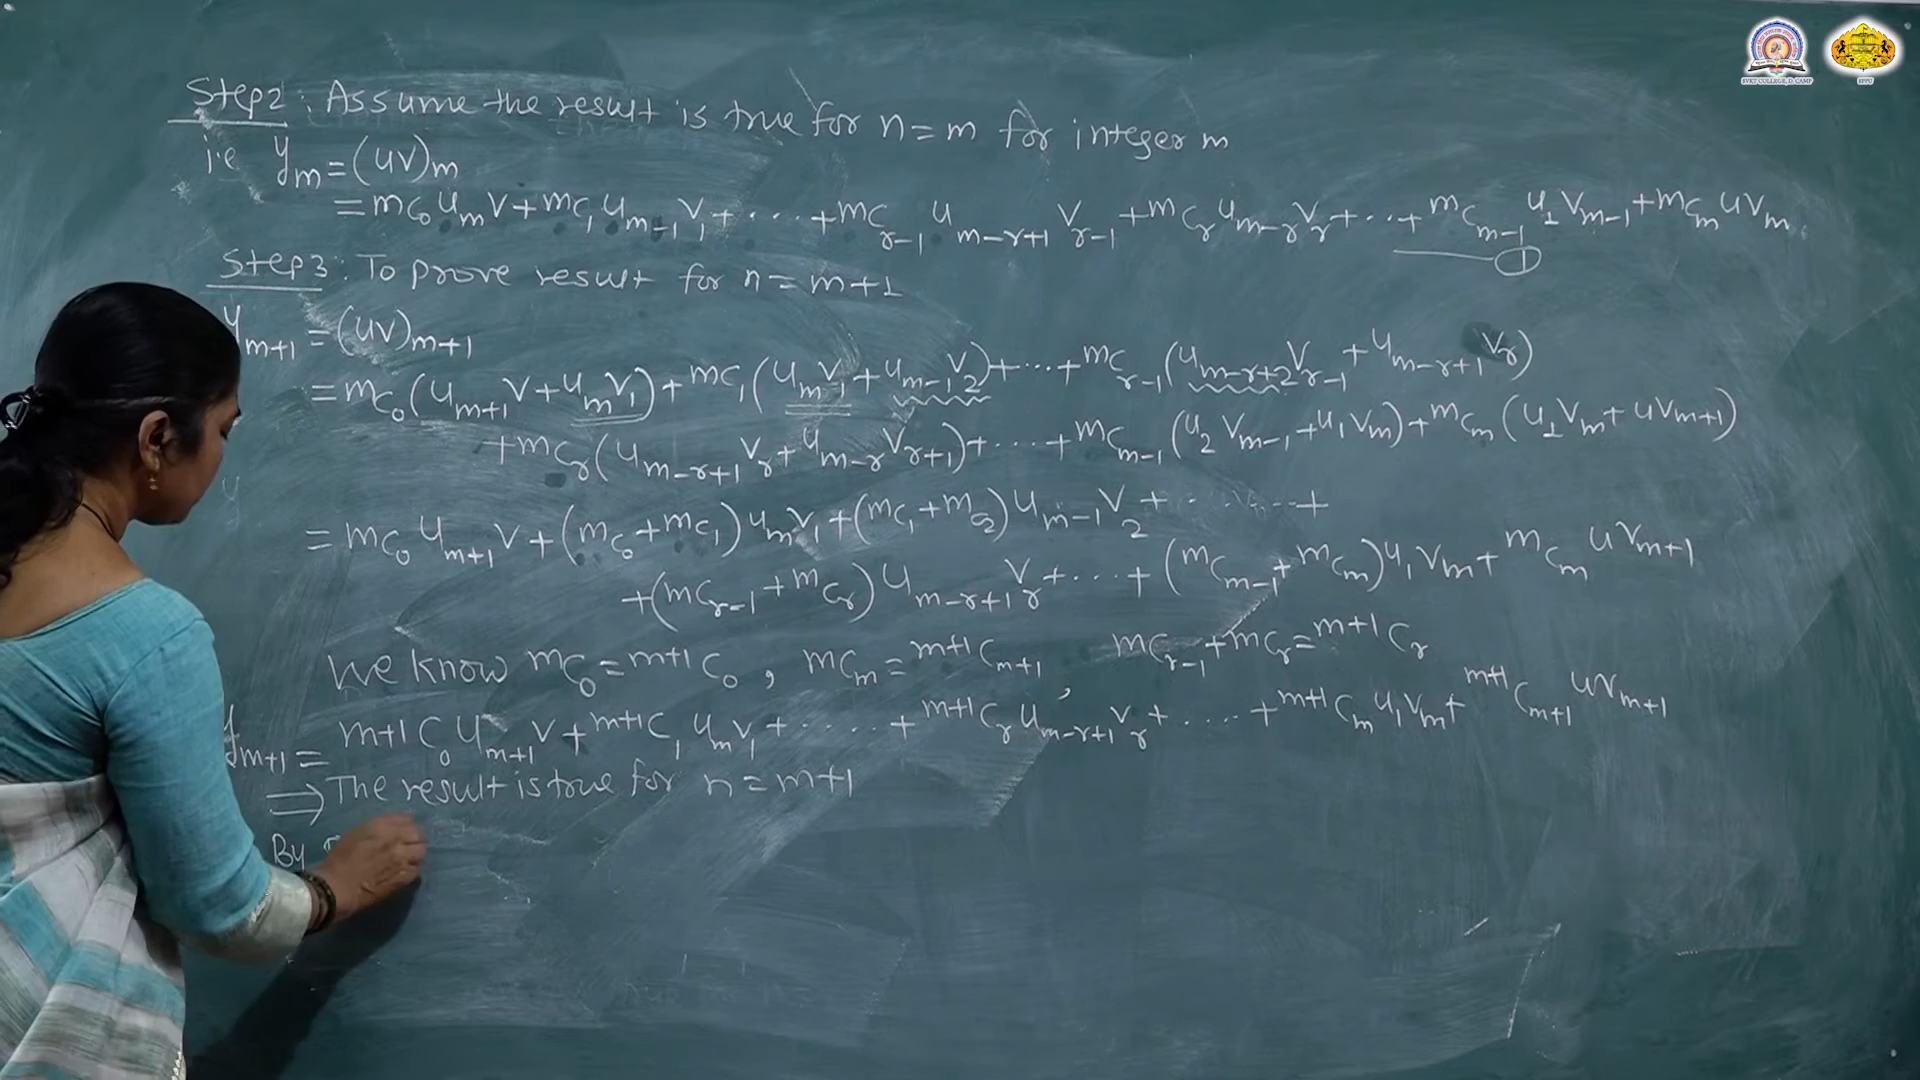 Step2 : Assume the result is true for n = m for integer m
i.e y_m = (uv)_m
= mC_0 u_m v + mC_1 u_{m-1} v_1 + .... + mC_{r-1} u_{m-r+1} v_{r-1} + mC_r u_{m-r} v_r + ... + mC_{m-1} u_1 v_{m-1} + mC_m u v_m.
—— ①
Step3 : To prove result for n = m+1
y_{m+1} = (uv)_{m+1}
= mC_0 (u_{m+1} v + u_m v_1) + mC_1 (u_m v_1 + u_{m-1} v_2) + ... + mC_{r-1} (u_{m-r+2} v_{r-1} + u_{m-r+1} v_r)
+ mC_r (u_{m-r+1} v_r + u_{m-r} v_{r+1}) + .... + mC_{m-1} (u_2 v_{m-1} + u_1 v_m) + mC_m (u_1 v_m + u v_{m+1})
= mC_0 u_{m+1} v + (mC_0 + mC_1) u_m v_1 + (mC_1 + mC_2) u_{m-1} v_2 + ...... +
+ (mC_{r-1} + mC_r) u_{m-r+1} v_r + ... + (mC_{m-1} + mC_m) u_1 v_m + mC_m u v_{m+1}
We know mC_0 = m+1C_0 , mC_m = m+1C_{m+1} , mC_{r-1} + mC_r = m+1C_r
y_{m+1} = m+1C_0 u_{m+1} v + m+1C_1 u_m v_1 + ..... + m+1C_r u_{m-r+1} v_r + .... + m+1C_m u_1 v_m + m+1C_{m+1} u v_{m+1}
⇒ The result is true for n = m+1
By